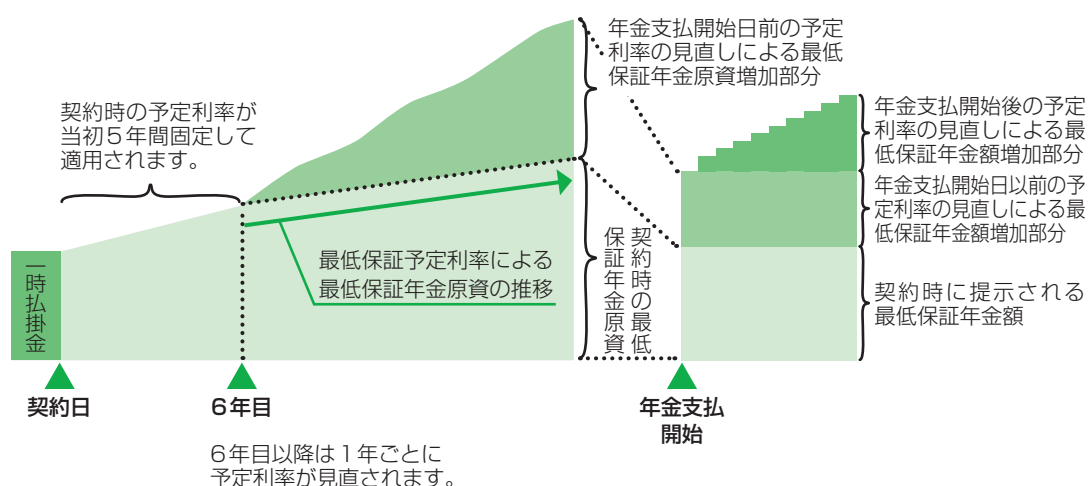 年金支払開始日前の予定
利率の見直しによる最低
保証年金原資増加部分
契約時の予定利率が
当初５年間固定して
適用されます。
年金支払開始後の予定
利率の見直しによる最
低保証年金額増加部分
年金支払開始日以前の予
定利率の見直しによる最
低保証年金額増加部分
最低保証予定利率による
最低保証年金原資の推移
契約時の最低
保証年金原資
契約時に提示される
最低保証年金額
一時払掛金
契約日
６年目
年金支払
開始
６年目以降は１年ごとに
予定利率が見直されます。